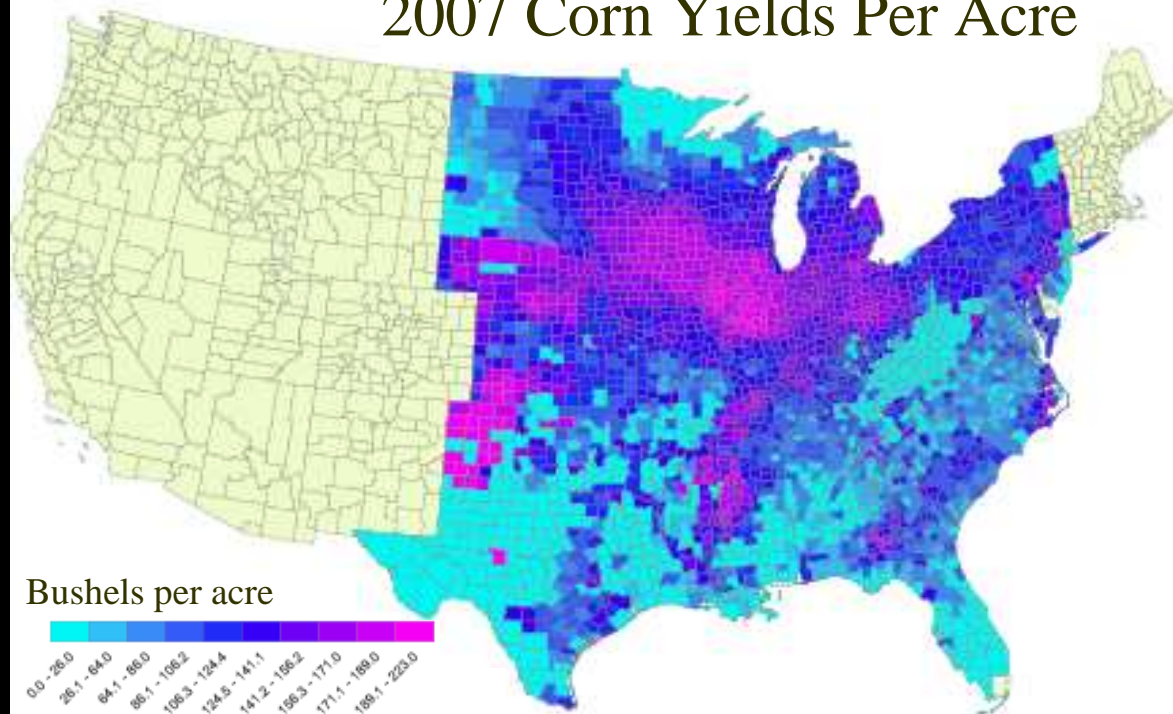 2007 Corn Yields Per Acre
Bushels per acre
0.0 - 26.0
26.1 - 64.0
64.1 - 86.0
86.1 - 106.2
106.3 - 124.4
124.5 - 141.1
141.2 - 156.2
156.3 - 171.0
171.1 - 189.0
189.1 - 223.0